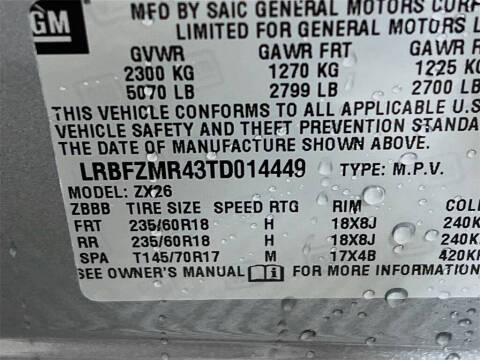 GM
MFD BY SAIC GENERAL MOTORS CORP
LIMITED FOR GENERAL MOTORS L
GVWR GAWR FRT GAWR R
2300 KG 1270 KG 1225 K
5070 LB 2799 LB 2700 LB
THIS VEHICLE CONFORMS TO ALL APPLICABLE U.S
VEHICLE SAFETY AND THEFT PREVENTION STANDA
THE DATE OF MANUFACTURE SHOWN ABOVE.
LRBFZMR43TD014449 TYPE: M.P.V.
MODEL: ZX26
ZBBB TIRE SIZE SPEED RTG RIM COL
FRT 235/60R18 H 18X8J 240K
RR 235/60R18 H 18X8J 240K
SPA T145/70R17 M 17X4B 420K
SEE OWNER'S MANUAL FOR MORE INFORMATION